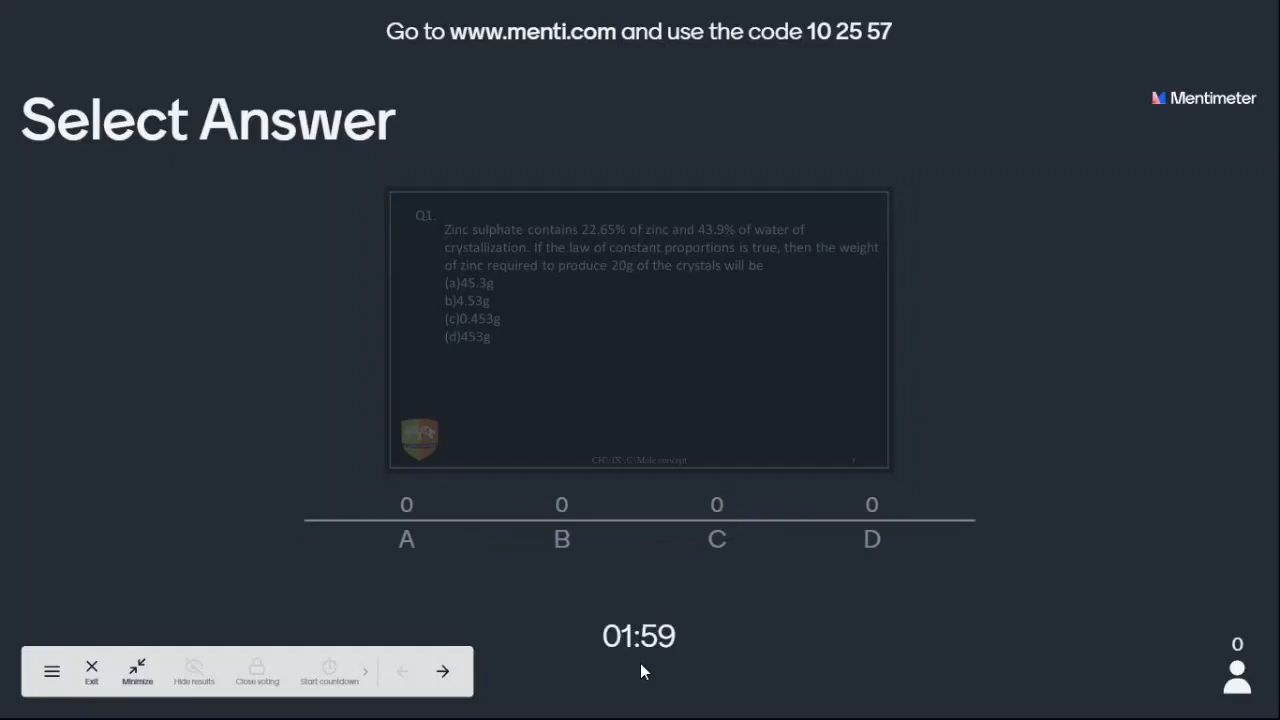 Go to www.menti.com and use the code 10 25 57
Select Answer
Mentimeter
Q1.
Zinc sulphate contains 22.65% of zinc and 43.9% of water of
crystallization. If the law of constant proportions is true, then the weight
of zinc required to produce 20g of the crystals will be
(a)45.3g
b)4.53g
(c)0.453g
(d)453g
0 0 0 0
A B C D
01:59
0
Exit Minimize Hide results Close voting Start countdown